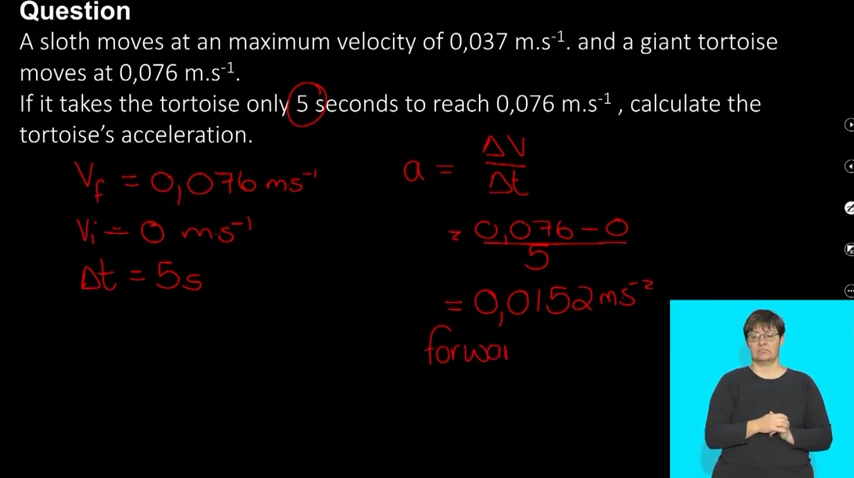 Question
A sloth moves at an maximum velocity of 0,037 m.s⁻¹. and a giant tortoise
moves at 0,076 m.s⁻¹.
If it takes the tortoise only 5 seconds to reach 0,076 m.s⁻¹ , calculate the
tortoise's acceleration.
Vf = 0,076 ms⁻¹
Vi = 0 ms⁻¹
Δt = 5s
a = ΔV / Δt
= 0,076 - 0 / 5
= 0,0152 ms⁻²
forwar